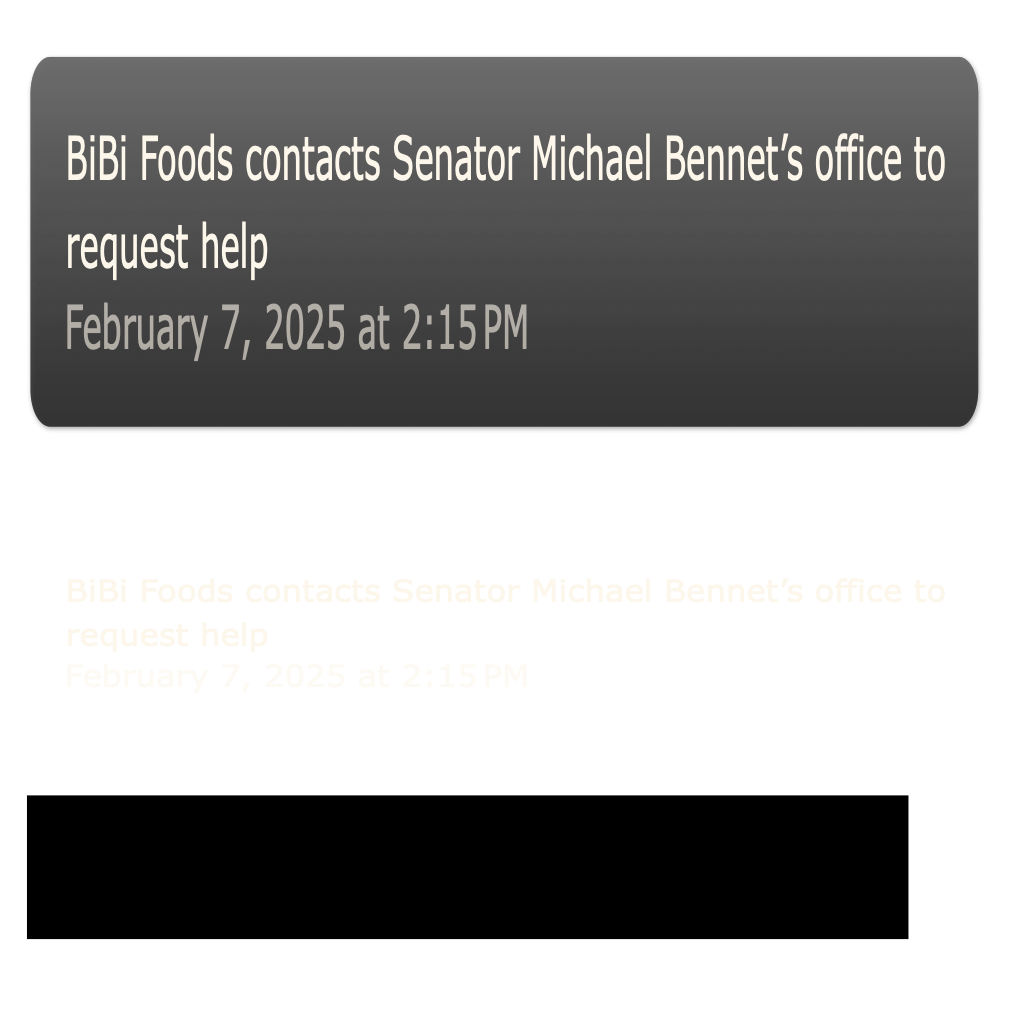 BiBi Foods contacts Senator Michael Bennet’s office to
request help
February 7, 2025 at 2:15 PM
BiBi Foods contacts Senator Michael Bennet’s office to
request help
February 7, 2025 at 2:15 PM